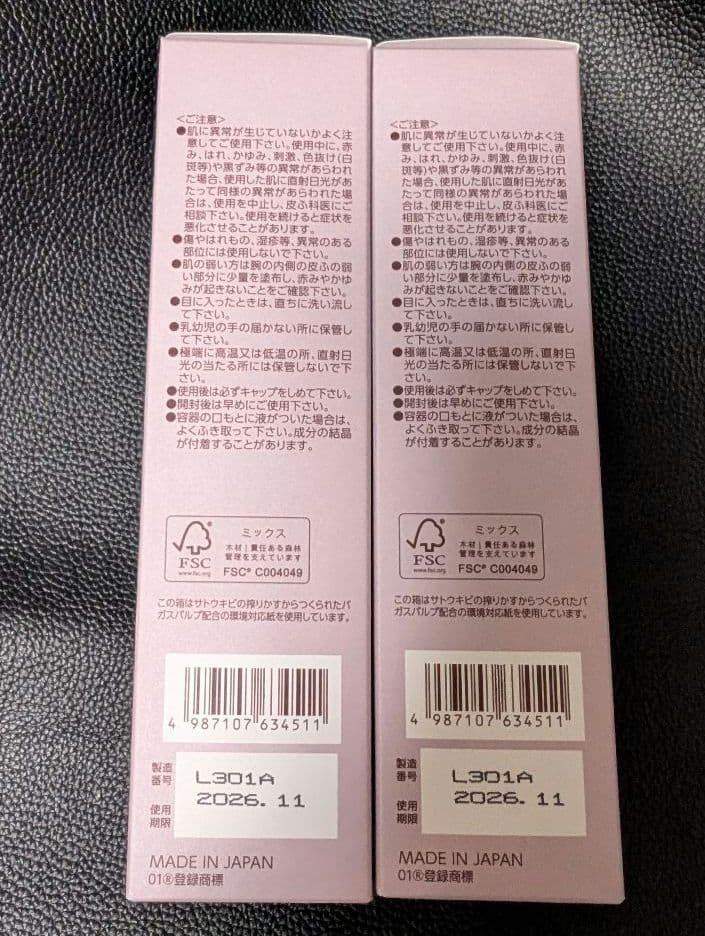 <ご注意>
●肌に異常が生じていないかよく注
意してご使用下さい。使用中に、赤
み、はれ、かゆみ、刺激、色抜け(白
斑等)や黒ずみ等の異常があらわれ
た場合、使用した肌に直射日光があ
たって同様の異常があらわれた場合
は、使用を中止し、皮ふ科医にご
相談下さい。使用を続けると症状を
悪化させることがあります。
●傷やはれもの、湿疹等、異常のある
部位には使用しないで下さい。
●肌の弱い方は腕の内側の皮ふの弱
い部分に少量を塗布し、赤みやかゆ
みが起きないことをご確認下さい。
●目に入ったときは、直ちに洗い流し
て下さい。
●乳幼児の手の届かない所に保管し
て下さい。
●極端に高温又は低温の所、直射日
光の当たる所には保管しないで下
さい。
●使用後は必ずキャップをしめて下さい。
●開封後は早めにご使用下さい。
●容器の口もとに液がついた場合は、
よくふき取って下さい。成分の結晶
が付着することがあります。
FSC
www.fsc.org
ミックス
木材|責任ある森林
管理を支えています
FSC® C004049
この箱はサトウキビの搾りかすからつくられたバ
ガスパルプ配合の環境対応紙を使用しています。
4 987107 634511
製造
番号
L301A
使用
期限
2026.11
MADE IN JAPAN
01®登録商標
<ご注意>
●肌に異常が生じていないかよく注
意してご使用下さい。使用中に、赤
み、はれ、かゆみ、刺激、色抜け(白
斑等)や黒ずみ等の異常があらわれ
た場合、使用した肌に直射日光があ
たって同様の異常があらわれた場合
は、使用を中止し、皮ふ科医にご
相談下さい。使用を続けると症状を
悪化させることがあります。
●傷やはれもの、湿疹等、異常のある
部位には使用しないで下さい。
●肌の弱い方は腕の内側の皮ふの弱
い部分に少量を塗布し、赤みやかゆ
みが起きないことをご確認下さい。
●目に入ったときは、直ちに洗い流し
て下さい。
●乳幼児の手の届かない所に保管し
て下さい。
●極端に高温又は低温の所、直射日
光の当たる所には保管しないで下
さい。
●使用後は必ずキャップをしめて下さい。
●開封後は早めにご使用下さい。
●容器の口もとに液がついた場合は、
よくふき取って下さい。成分の結晶
が付着することがあります。
FSC
www.fsc.org
ミックス
木材|責任ある森林
管理を支えています
FSC® C004049
この箱はサトウキビの搾りかすからつくられたバ
ガスパルプ配合の環境対応紙を使用しています。
4 987107 634511
製造
番号
L301A
使用
期限
2026.11
MADE IN JAPAN
01®登録商標